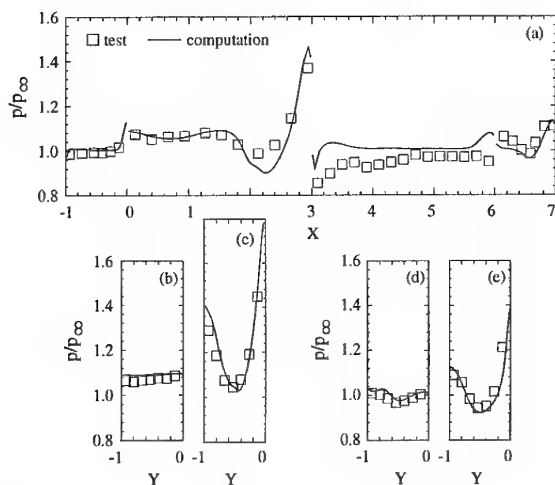 test computation (a)
1.6
1.4
1.2
1.0
0.8
p/p∞
-1 0 1 2 3 4 5 6 7
X
(b) (c) (d) (e)
1.6 1.6
1.4 1.4
1.2 1.2
1.0 1.0
0.8 0.8
p/p∞ p/p∞
-1 0 -1 0 -1 0 -1 0
Y Y Y Y